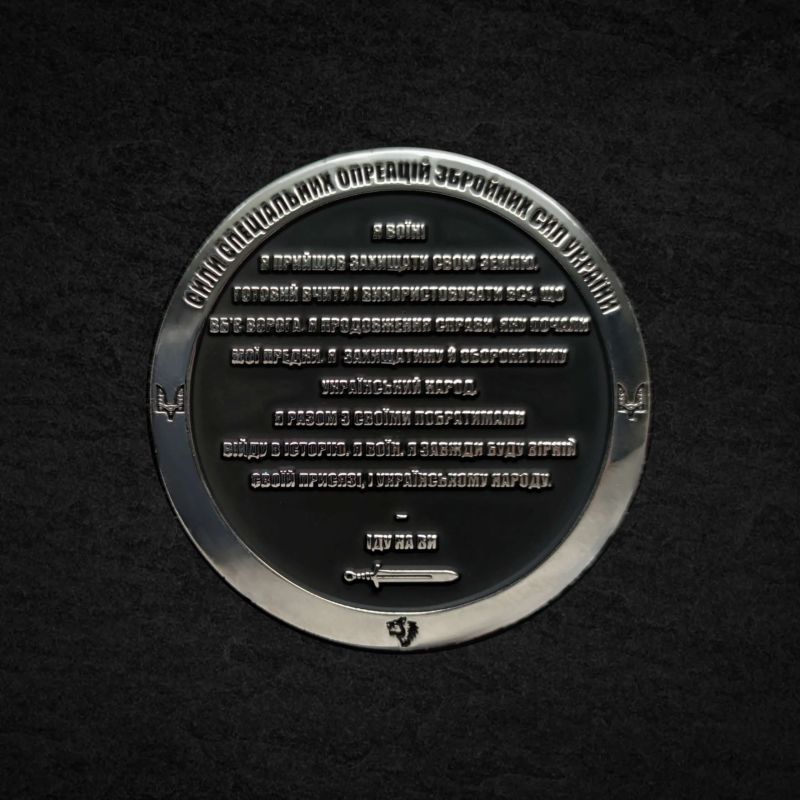 СИЛИ СПЕЦІАЛЬНИХ ОПРЕАЦІЙ ЗБРОЙНИХ СИЛ УКРАЇНИ
Я ВОЇН!
Я ПРИЙШОВ ЗАХИЩАТИ СВОЮ ЗЕМЛЮ.
ГОТОВИЙ ВЧИТИ І ВИКОРИСТОВУВАТИ ВСЕ, ЩО
ВБ'Є ВОРОГА. Я ПРОДОВЖЕННЯ СПРАВИ, ЯКУ ПОЧАЛИ
МОЇ ПРЕДКИ. Я ЗАХИЩАТИМУ Й ОБОРОНЯТИМУ
УКРАЇНСЬКИЙ НАРОД.
Я РАЗОМ З СВОЇМИ ПОБРАТИМАМИ
ВІЙДУ В ІСТОРІЮ. Я ВОЇН. Я ЗАВЖДИ БУДУ ВІРНИЙ
СВОЇЙ ПРИСЯЗІ, І УКРАЇНСЬКОМУ НАРОДУ.
–
ІДУ НА ВИ